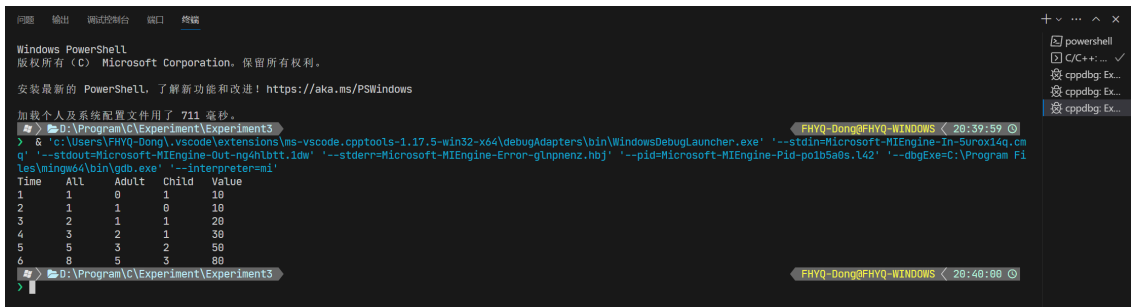 问题 输出 调试控制台 端口 终端
Windows PowerShell
版权所有（C） Microsoft Corporation。保留所有权利。
安装最新的 PowerShell，了解新功能和改进！https://aka.ms/PSWindows
加载个人及系统配置文件用了 711 毫秒。
D:\Program\C\Experiment\Experiment3 FHYQ-Dong@FHYQ-WINDOWS 20:39:59
❯ & 'c:\Users\FHYQ-Dong\.vscode\extensions\ms-vscode.cpptools-1.17.5-win32-x64\debugAdapters\bin\WindowsDebugLauncher.exe' '--stdin=Microsoft-MIEngine-In-5urox14q.cm
q' '--stdout=Microsoft-MIEngine-Out-ng4hlbtt.1dw' '--stderr=Microsoft-MIEngine-Error-glnpnenz.hbj' '--pid=Microsoft-MIEngine-Pid-po1b5a0s.l42' '--dbgExe=C:\Program Fi
les\mingw64\bin\gdb.exe' '--interpreter=mi'
Time All Adult Child Value
1 1 0 1 10
2 1 1 0 10
3 2 1 1 20
4 3 2 1 30
5 5 3 2 50
6 8 5 3 80
D:\Program\C\Experiment\Experiment3 FHYQ-Dong@FHYQ-WINDOWS 20:40:00
❯
powershell
C/C++: ... ✓
cppdbg: Ex...
cppdbg: Ex...
cppdbg: Ex...